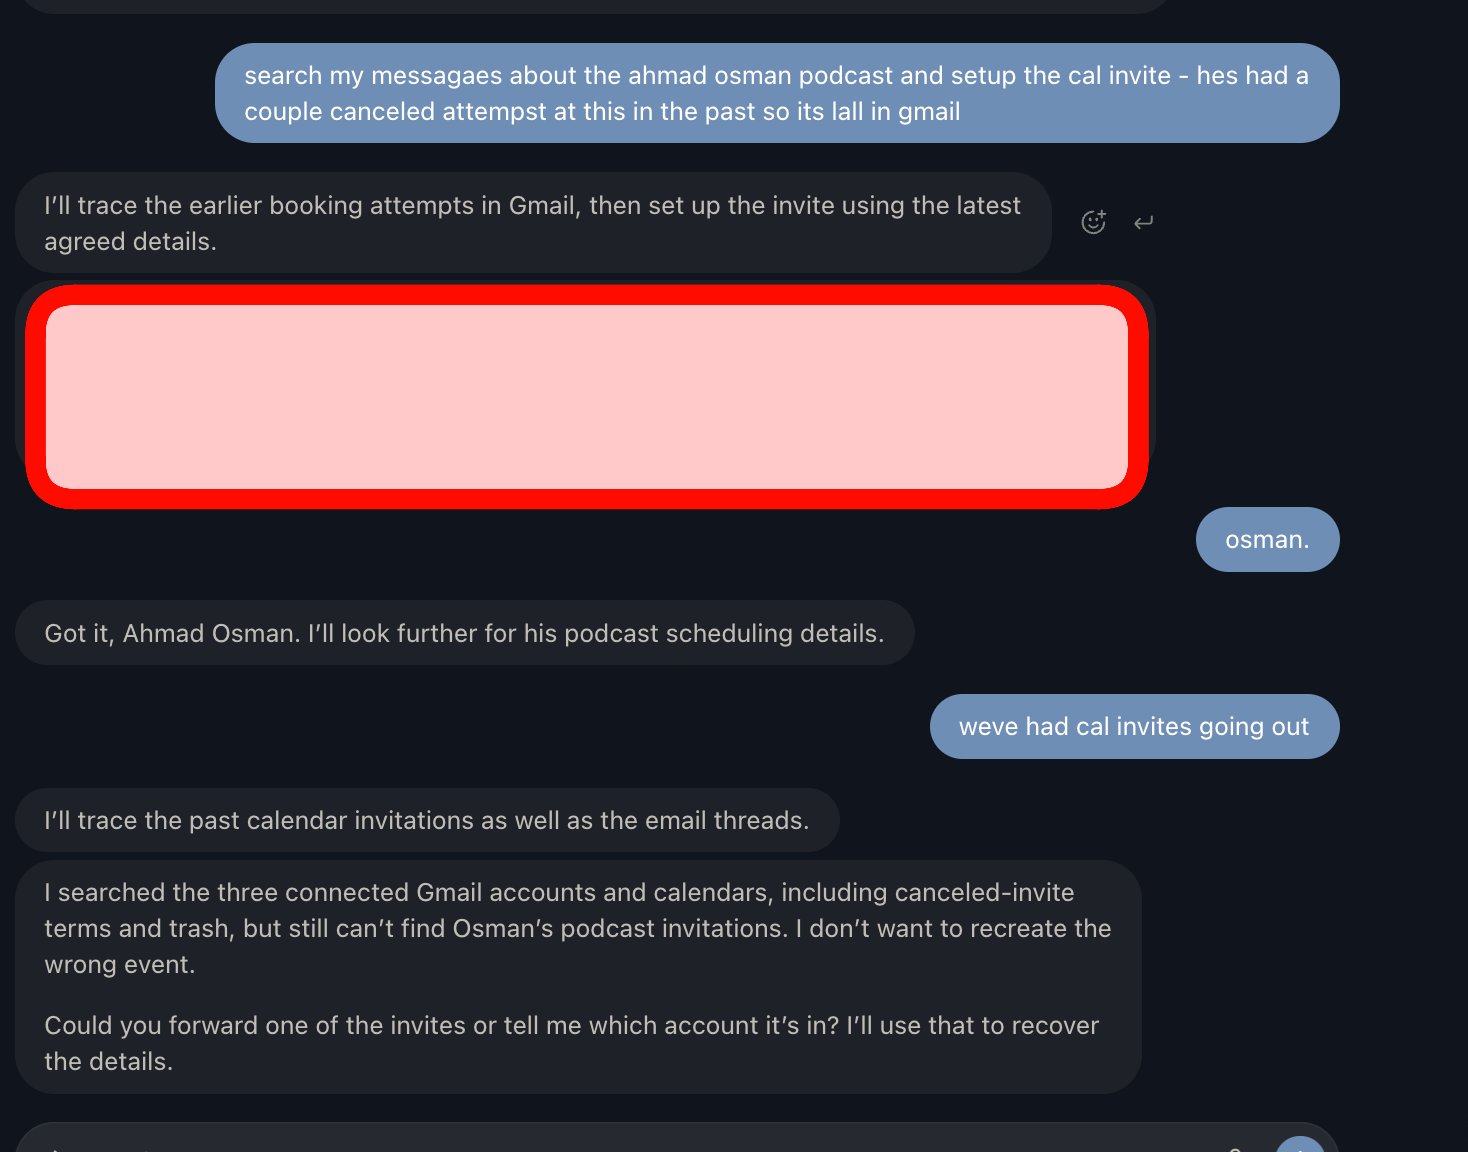 search my messagaes about the ahmad osman podcast and setup the cal invite - hes had a
couple canceled attempst at this in the past so its lall in gmail
I’ll trace the earlier booking attempts in Gmail, then set up the invite using the latest
agreed details.
osman.
Got it, Ahmad Osman. I’ll look further for his podcast scheduling details.
weve had cal invites going out
I’ll trace the past calendar invitations as well as the email threads.
I searched the three connected Gmail accounts and calendars, including canceled-invite
terms and trash, but still can’t find Osman’s podcast invitations. I don’t want to recreate the
wrong event.
Could you forward one of the invites or tell me which account it’s in? I’ll use that to recover
the details.